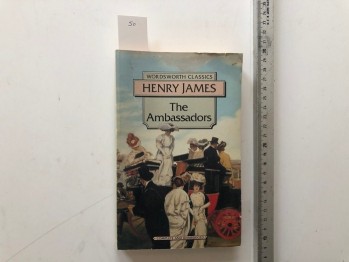 50
WORDSWORTH CLASSICS
HENRY JAMES
The
Ambassadors